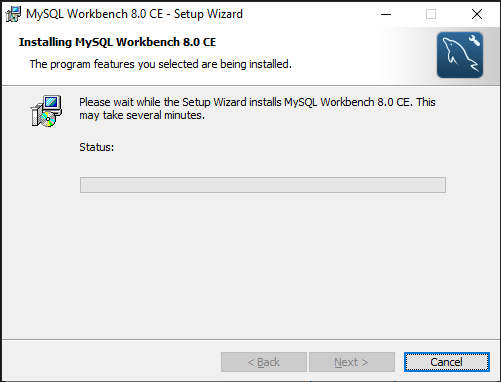 MySQL Workbench 8.0 CE - Setup Wizard
Installing MySQL Workbench 8.0 CE
The program features you selected are being installed.
Please wait while the Setup Wizard installs MySQL Workbench 8.0 CE. This
may take several minutes.
Status:
< Back Next > Cancel